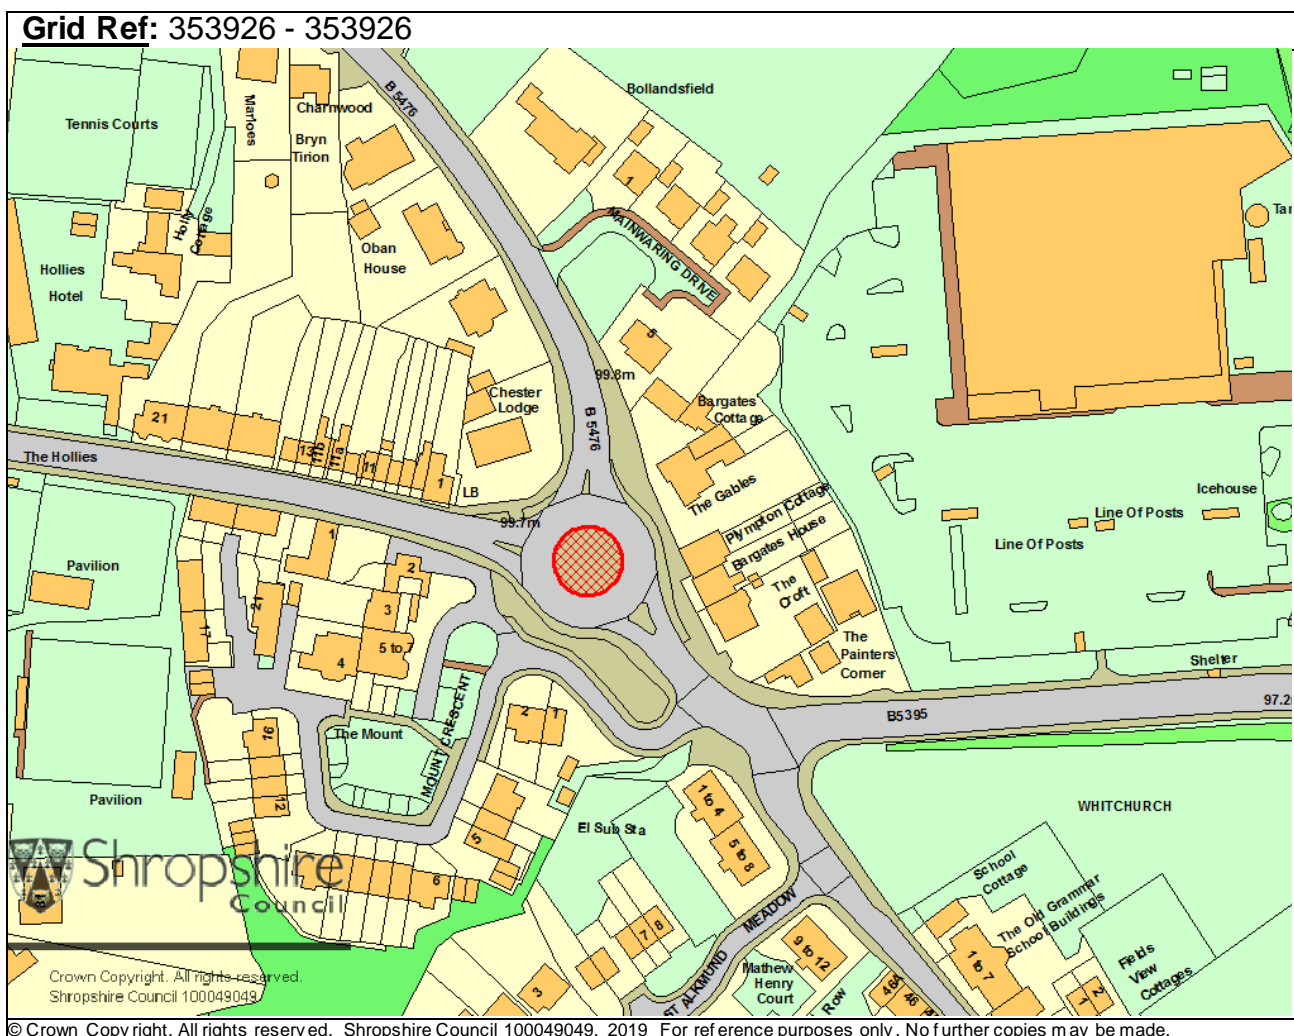 Grid Ref: 353926 - 353926
B 5476
Bollandsfield
Charnwood
Marloes
Tennis Courts
Bryn
Tirion
1
MAINWARING DRIVE
Holly
Cottage
Oban
House
Hollies
Hotel
Tan
5
99.8m
Chester
Lodge
Bargates
Cottage
B 5476
21
13
11b
11a
11
1
LB
The Hollies
The Gables
Plympton Cottage
Bargates House
Icehouse
Line Of Posts
Line Of Posts
99.7m
1
2
Pavilion
The
Croft
21
3
17
4
5 to 7
The
Painters
Corner
Shelter
97.2
B5395
MOUNT CRESCENT
2
1
The Mount
16
12
Pavilion
WHITCHURCH
1 to 4
El Sub Sta
5 to 8
5
School
Cottage
6
Shropshire
Council
81
The Old Grammar
School Buildings
7
8
MEADOW
ST ALKMUND
9 to 12
1 to 7
Fields
View
Cottages
Mathew
Henry
Court
Row
46A
46
1
2
3
Crown Copyright. All rights reserved.
Shropshire Council 100049049
© Crown Copyright. All rights reserved. Shropshire Council 100049049. 2019 For reference purposes only. No further copies may be made.